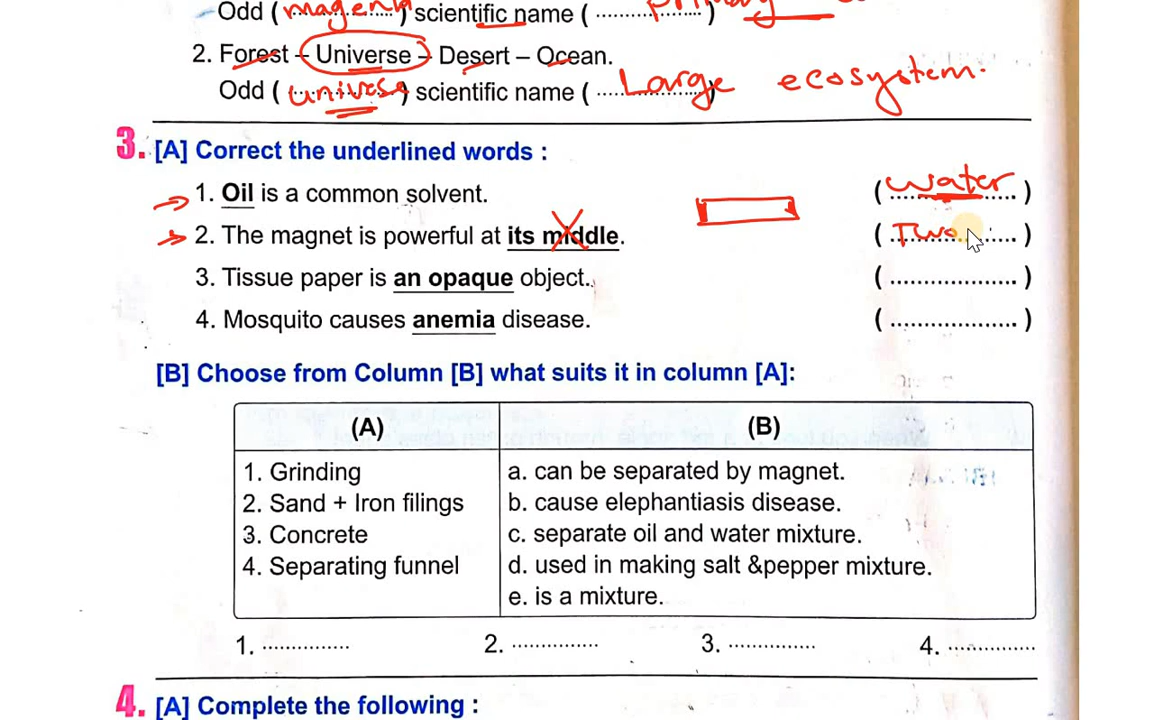 Odd (magenta) scientific name (primary
2. Forest – Universe – Desert – Ocean.
Odd (univers) scientific name (Large ecosystem.
3. [A] Correct the underlined words :
1. Oil is a common solvent. (water)
2. The magnet is powerful at its middle. (Two)
3. Tissue paper is an opaque object. (..................)
4. Mosquito causes anemia disease. (..................)
[B] Choose from Column [B] what suits it in column [A]:
(A) (B)
1. Grinding a. can be separated by magnet.
2. Sand + Iron filings b. cause elephantiasis disease.
3. Concrete c. separate oil and water mixture.
4. Separating funnel d. used in making salt &pepper mixture.
e. is a mixture.
1. ............... 2. ............... 3. ............... 4. ...............
4. [A] Complete the following :